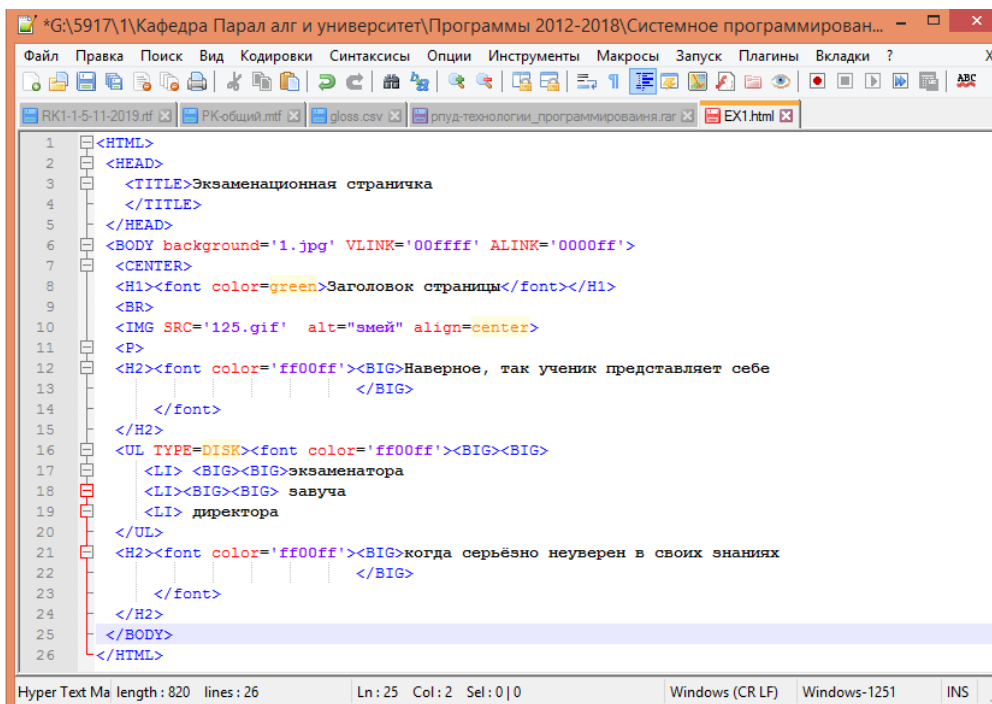 *G:\5917\1\Кафедра Парал алг и университет\Программы 2012-2018\Системное программирован...
Файл Правка Поиск Вид Кодировки Синтаксисы Опции Инструменты Макросы Запуск Плагины Вкладки ? X
ABC
RK1-1-5-11-2019.rtf РК-общий.mtf gloss.csv рпуд-технологии_программироваиня.rar EX1.html
1 <HTML>
2 <HEAD>
3 <TITLE>Экзаменационная страничка
4 </TITLE>
5 </HEAD>
6 <BODY background='1.jpg' VLINK='00ffff' ALINK='0000ff'>
7 <CENTER>
8 <H1><font color=green>Заголовок страницы</font></H1>
9 <BR>
10 <IMG SRC='125.gif' alt="змей" align=center>
11 <P>
12 <H2><font color='ff00ff'><BIG>Наверное, так ученик представляет себе
13 </BIG>
14 </font>
15 </H2>
16 <UL TYPE=DISK><font color='ff00ff'><BIG><BIG>
17 <LI> <BIG><BIG>экзаменатора
18 <LI><BIG><BIG> завуча
19 <LI> директора
20 </UL>
21 <H2><font color='ff00ff'><BIG>когда серьёзно неуверен в своих знаниях
22 </BIG>
23 </font>
24 </H2>
25 </BODY>
26 </HTML>
Hyper Text Ma length : 820 lines : 26 Ln : 25 Col : 2 Sel : 0 | 0 Windows (CR LF) Windows-1251 INS